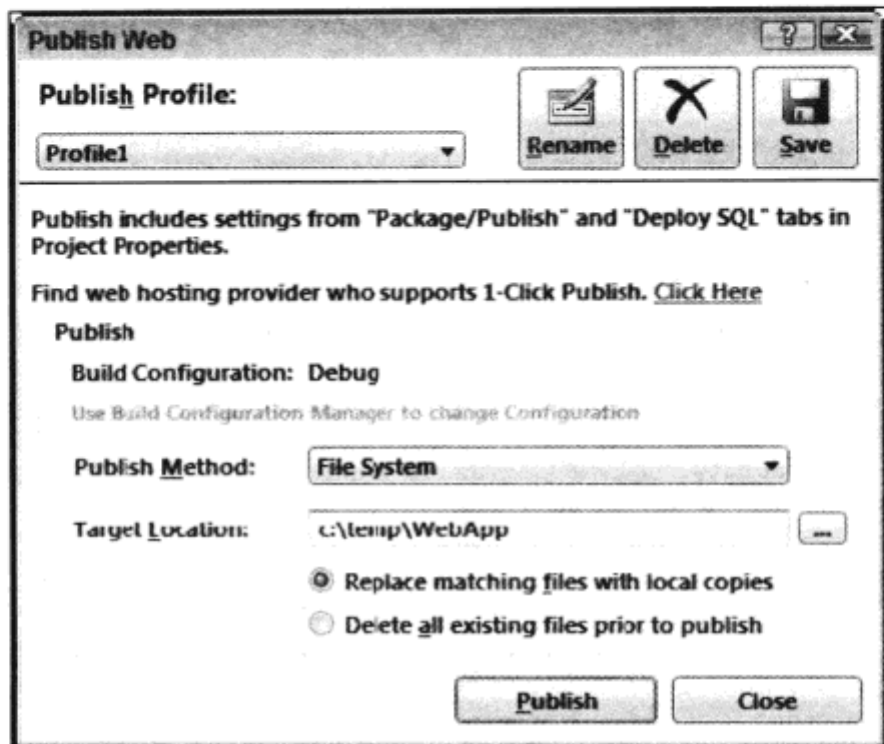 Publish Web
Publish Profile:
Profile1
Rename Delete Save
Publish includes settings from "Package/Publish" and "Deploy SQL" tabs in
Project Properties.
Find web hosting provider who supports 1-Click Publish. Click Here
Publish
Build Configuration: Debug
Use Build Configuration Manager to change Configuration
Publish Method: File System
Target Location: c:\temp\WebApp ...
Replace matching files with local copies
Delete all existing files prior to publish
Publish Close